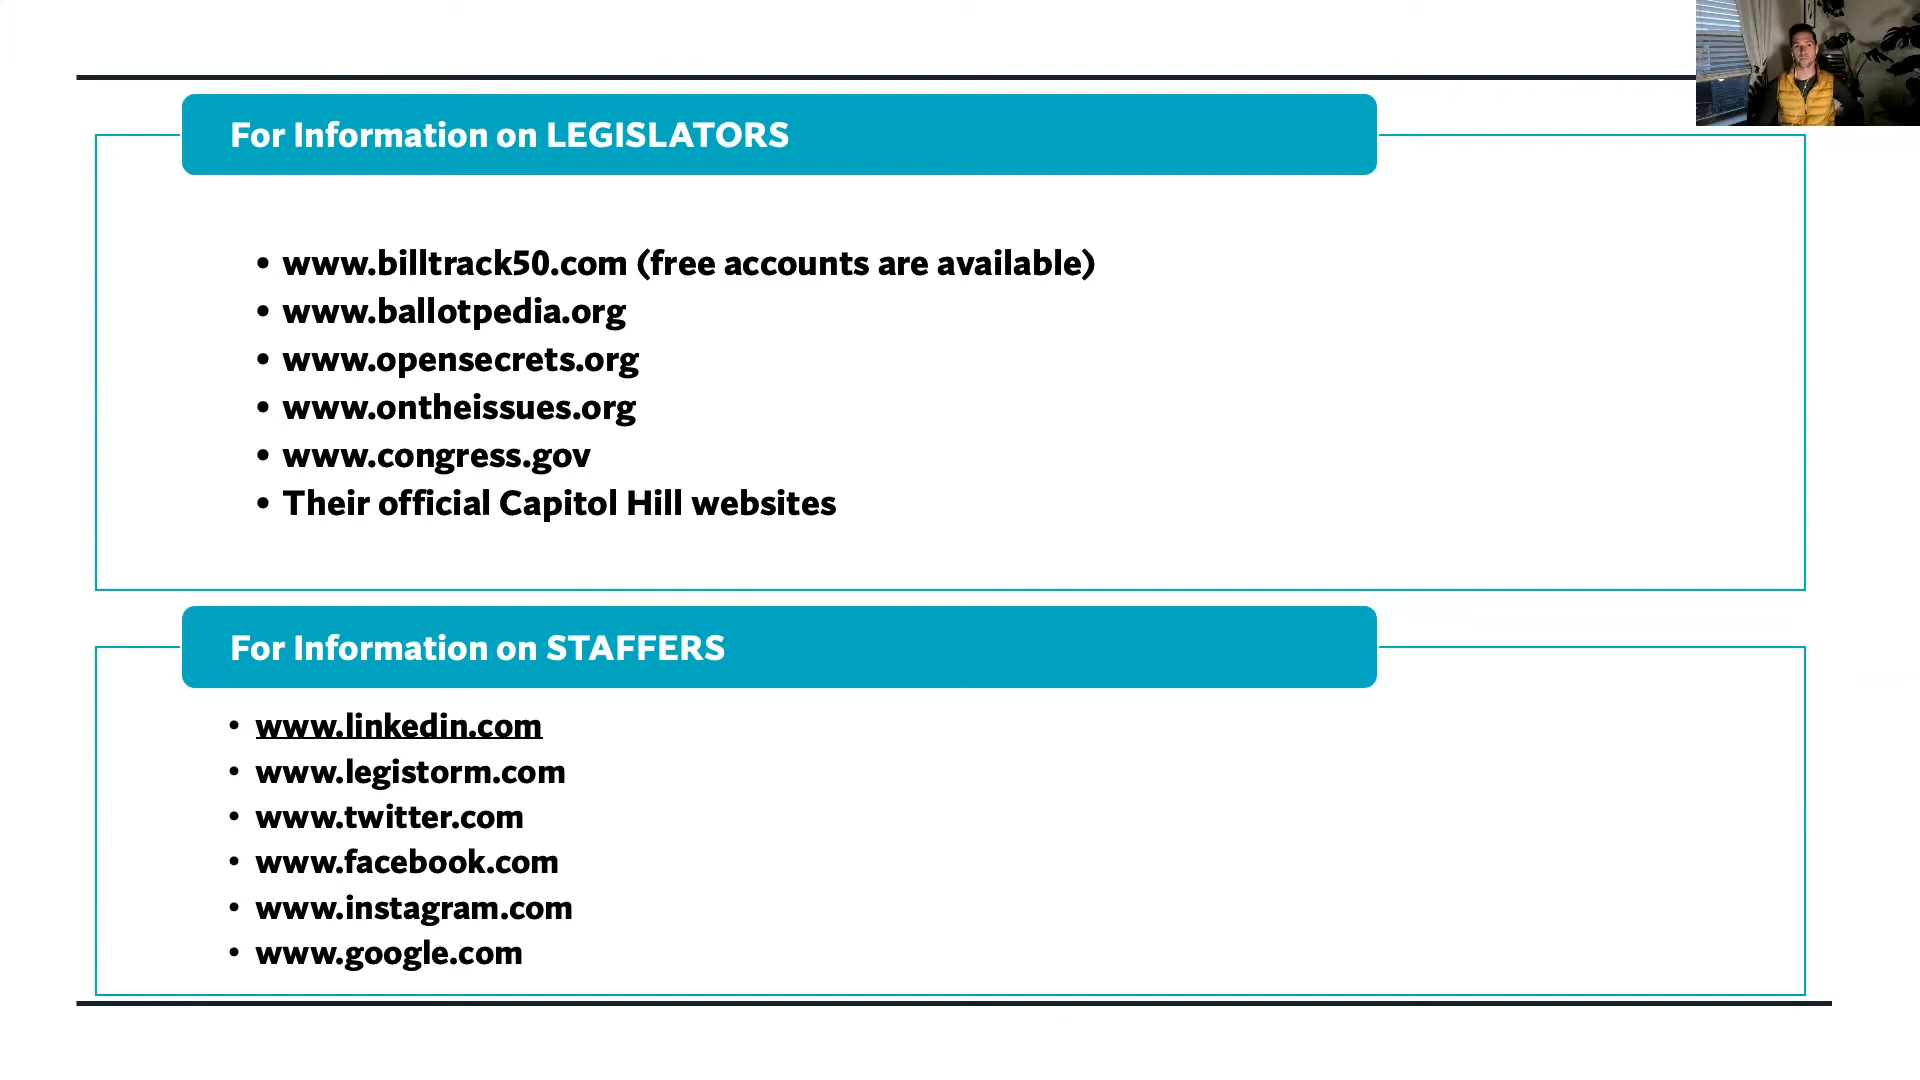 For Information on LEGISLATORS
• www.billtrack50.com (free accounts are available)
• www.ballotpedia.org
• www.opensecrets.org
• www.ontheissues.org
• www.congress.gov
• Their official Capitol Hill websites
For Information on STAFFERS
• www.linkedin.com
• www.legistorm.com
• www.twitter.com
• www.facebook.com
• www.instagram.com
• www.google.com